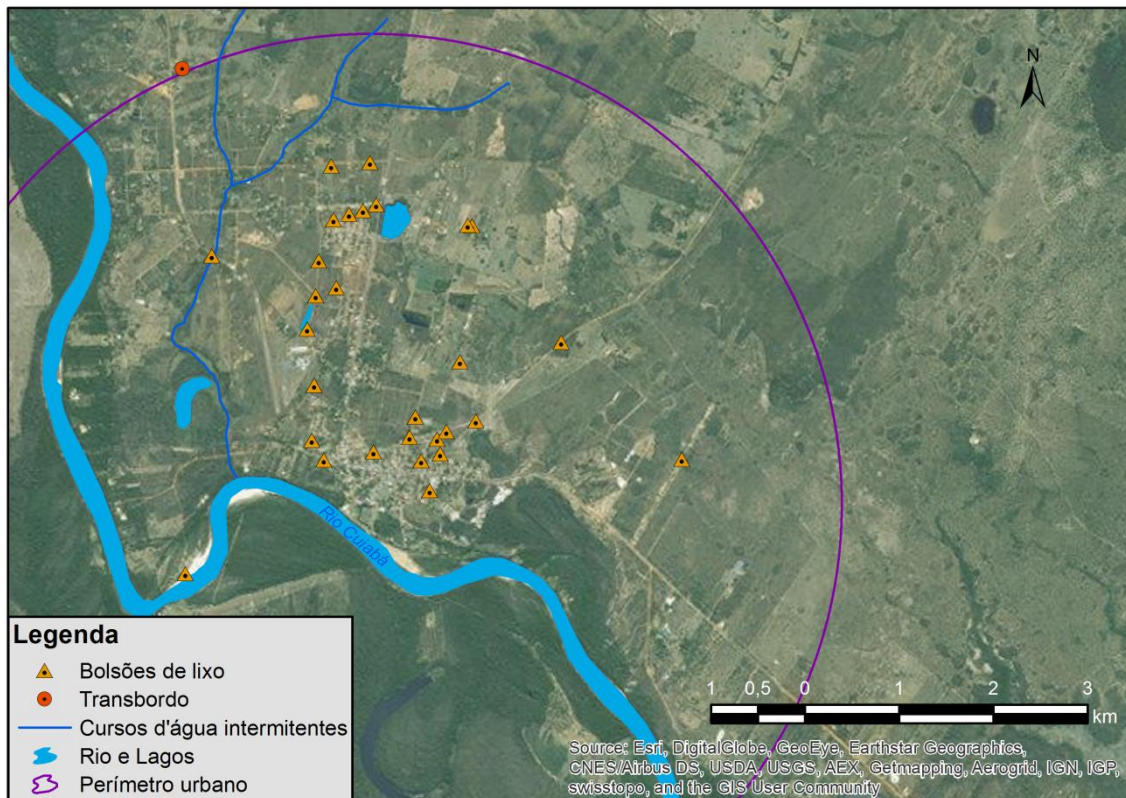 N
Rio Cuiabá
Legenda
Bolsões de lixo
Transbordo
Cursos d'água intermitentes
Rio e Lagos
Perímetro urbano
1 0,5 0 1 2 3
km
Source: Esri, DigitalGlobe, GeoEye, Earthstar Geographics,
CNES/Airbus DS, USDA, USGS, AEX, Getmapping, Aerogrid, IGN, IGP,
swisstopo, and the GIS User Community